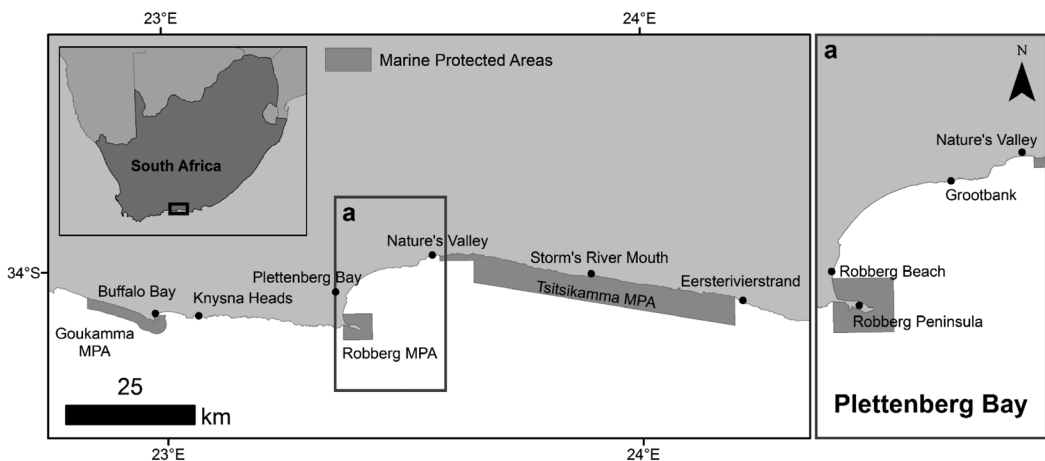 23°E
24°E
Marine Protected Areas
South Africa
a
Nature's Valley
Plettenberg Bay
Storm's River Mouth
34°S
Buffalo Bay
Knysna Heads
Tsitsikamma MPA
Eersterivierstrand
Goukamma
MPA
Robberg MPA
25
km
23°E
24°E
a
N
Nature's Valley
Grootbank
Robberg Beach
Robberg Peninsula
Plettenberg Bay